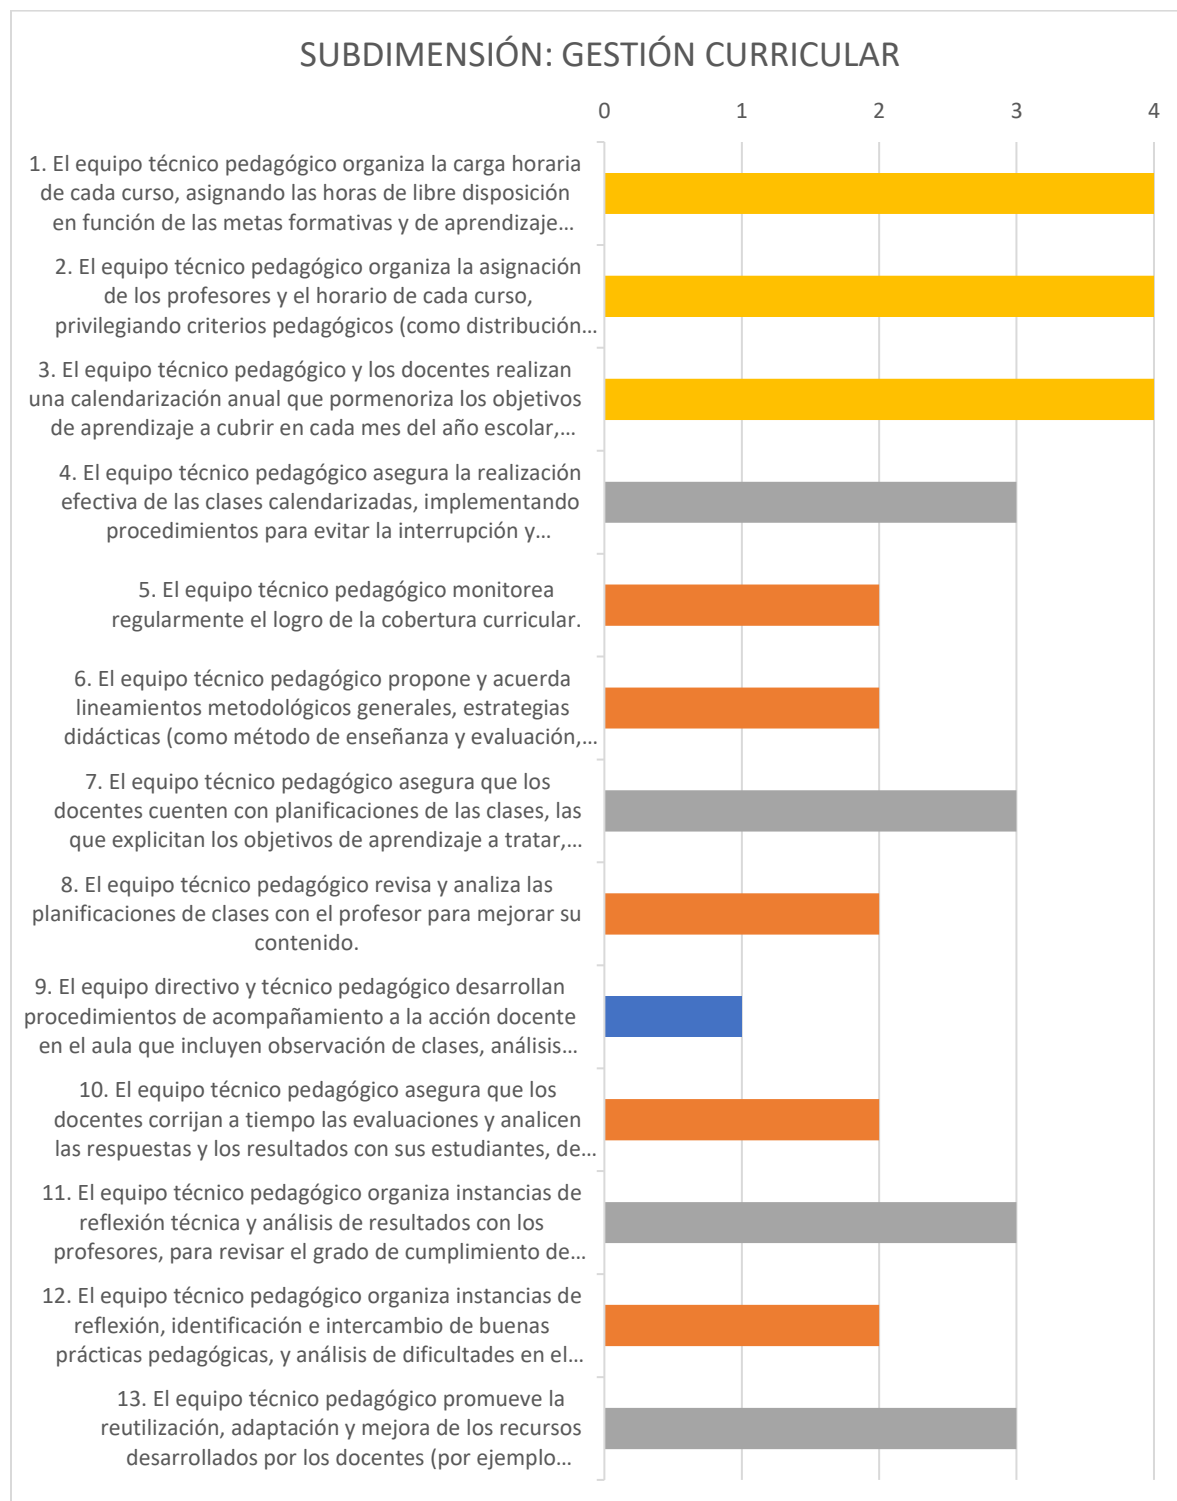 SUBDIMENSIÓN: GESTIÓN CURRICULAR
0 1 2 3 4
1. El equipo técnico pedagógico organiza la carga horaria
de cada curso, asignando las horas de libre disposición
en función de las metas formativas y de aprendizaje...
2. El equipo técnico pedagógico organiza la asignación
de los profesores y el horario de cada curso,
privilegiando criterios pedagógicos (como distribución...
3. El equipo técnico pedagógico y los docentes realizan
una calendarización anual que pormenoriza los objetivos
de aprendizaje a cubrir en cada mes del año escolar,...
4. El equipo técnico pedagógico asegura la realización
efectiva de las clases calendarizadas, implementando
procedimientos para evitar la interrupción y...
5. El equipo técnico pedagógico monitorea
regularmente el logro de la cobertura curricular.
6. El equipo técnico pedagógico propone y acuerda
lineamientos metodológicos generales, estrategias
didácticas (como método de enseñanza y evaluación,...
7. El equipo técnico pedagógico asegura que los
docentes cuenten con planificaciones de las clases, las
que explicitan los objetivos de aprendizaje a tratar,...
8. El equipo técnico pedagógico revisa y analiza las
planificaciones de clases con el profesor para mejorar su
contenido.
9. El equipo directivo y técnico pedagógico desarrollan
procedimientos de acompañamiento a la acción docente
en el aula que incluyen observación de clases, análisis...
10. El equipo técnico pedagógico asegura que los
docentes corrijan a tiempo las evaluaciones y analicen
las respuestas y los resultados con sus estudiantes, de...
11. El equipo técnico pedagógico organiza instancias de
reflexión técnica y análisis de resultados con los
profesores, para revisar el grado de cumplimiento de...
12. El equipo técnico pedagógico organiza instancias de
reflexión, identificación e intercambio de buenas
prácticas pedagógicas, y análisis de dificultades en el...
13. El equipo técnico pedagógico promueve la
reutilización, adaptación y mejora de los recursos
desarrollados por los docentes (por ejemplo...